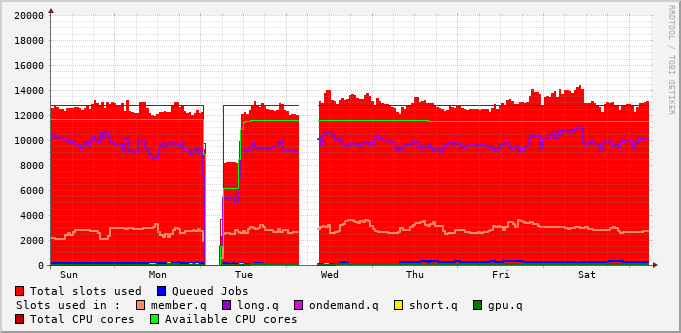 RRDTOOL / TOBI OETIKER
20000
18000
16000
14000
12000
10000
8000
6000
4000
2000
0
Sun Mon Tue Wed Thu Fri Sat
Total slots used Queued Jobs
Slots used in : member.q long.q ondemand.q short.q gpu.q
Total CPU cores Available CPU cores